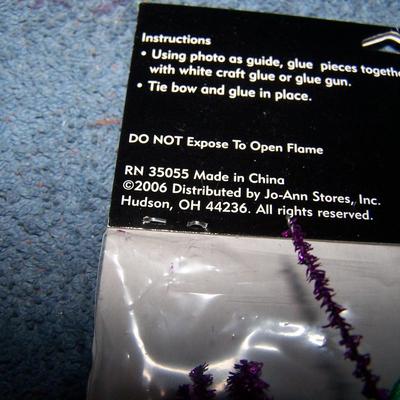 Instructions
• Using photo as guide, glue pieces togethe
with white craft glue or glue gun.
• Tie bow and glue in place.
DO NOT Expose To Open Flame
RN 35055 Made in China
©2006 Distributed by Jo-Ann Stores, Inc.
Hudson, OH 44236. All rights reserved.